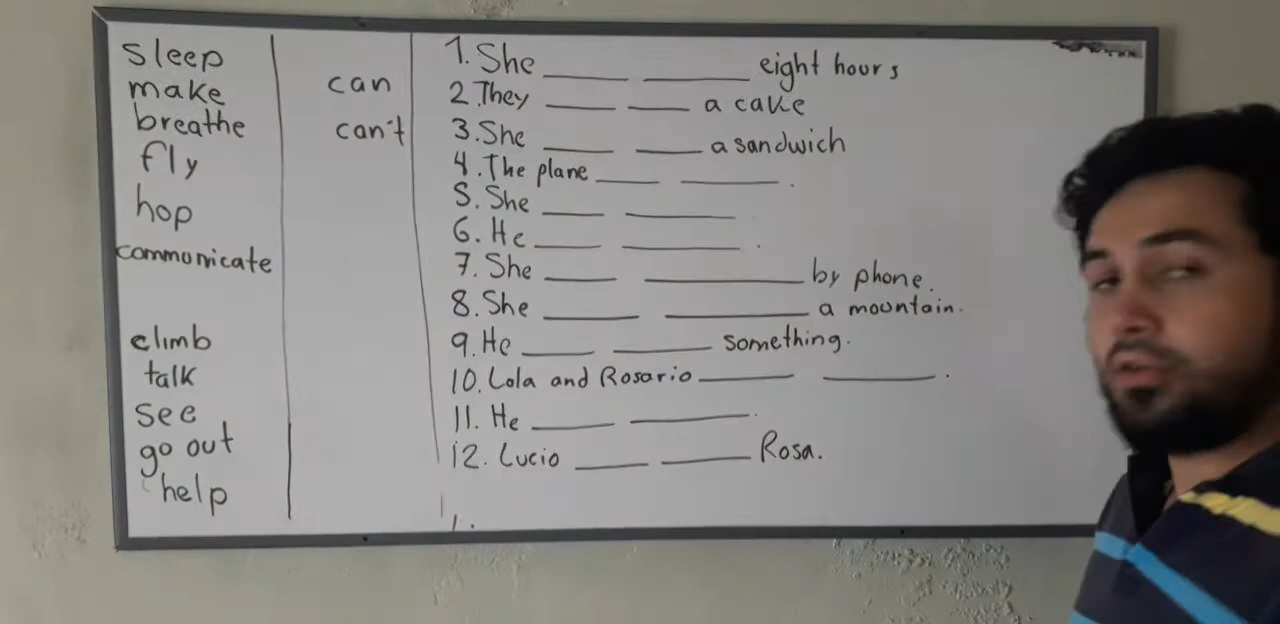 sleep
make
breathe
fly
hop
communicate
climb
talk
see
go out
help
can
can't
1. She ____ ____ eight hours
2. They ____ ____ a cake
3. She ____ ____ a sandwich
4. The plane ____ ____.
5. She ____ ____
6. He ____ ____.
7. She ____ ____ by phone.
8. She ____ ____ a mountain.
9. He ____ ____ something.
10. Lola and Rosario ____ ____.
11. He ____ ____.
12. Lucio ____ ____ Rosa.